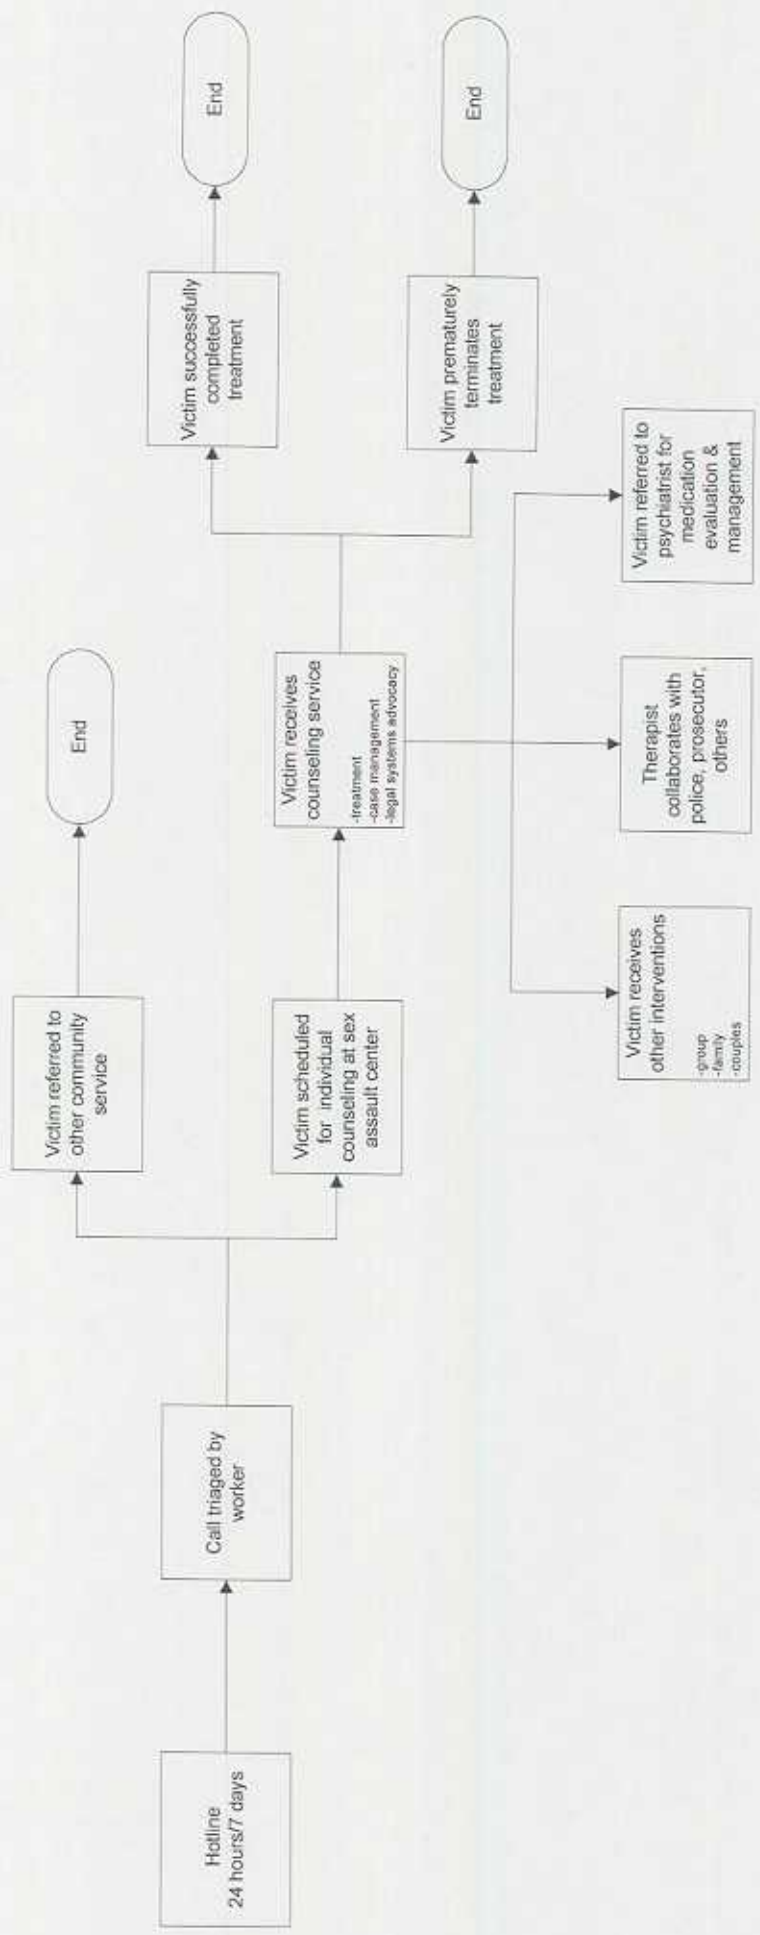 Hotline
24 hours/7 days
Call triaged by
worker
Victim referred to
other community
service
End
Victim scheduled
for individual
counseling at sex
assault center
Victim receives
counseling service
-treatment
-case management
-legal systems advocacy
Victim successfully
completed
treatment
End
Victim prematurely
terminates
treatment
End
Victim receives
other interventions
-group
-family
-couples
Therapist
collaborates with
police, prosecutor,
others
Victim referred to
psychiatrist for
medication
evaluation &
management